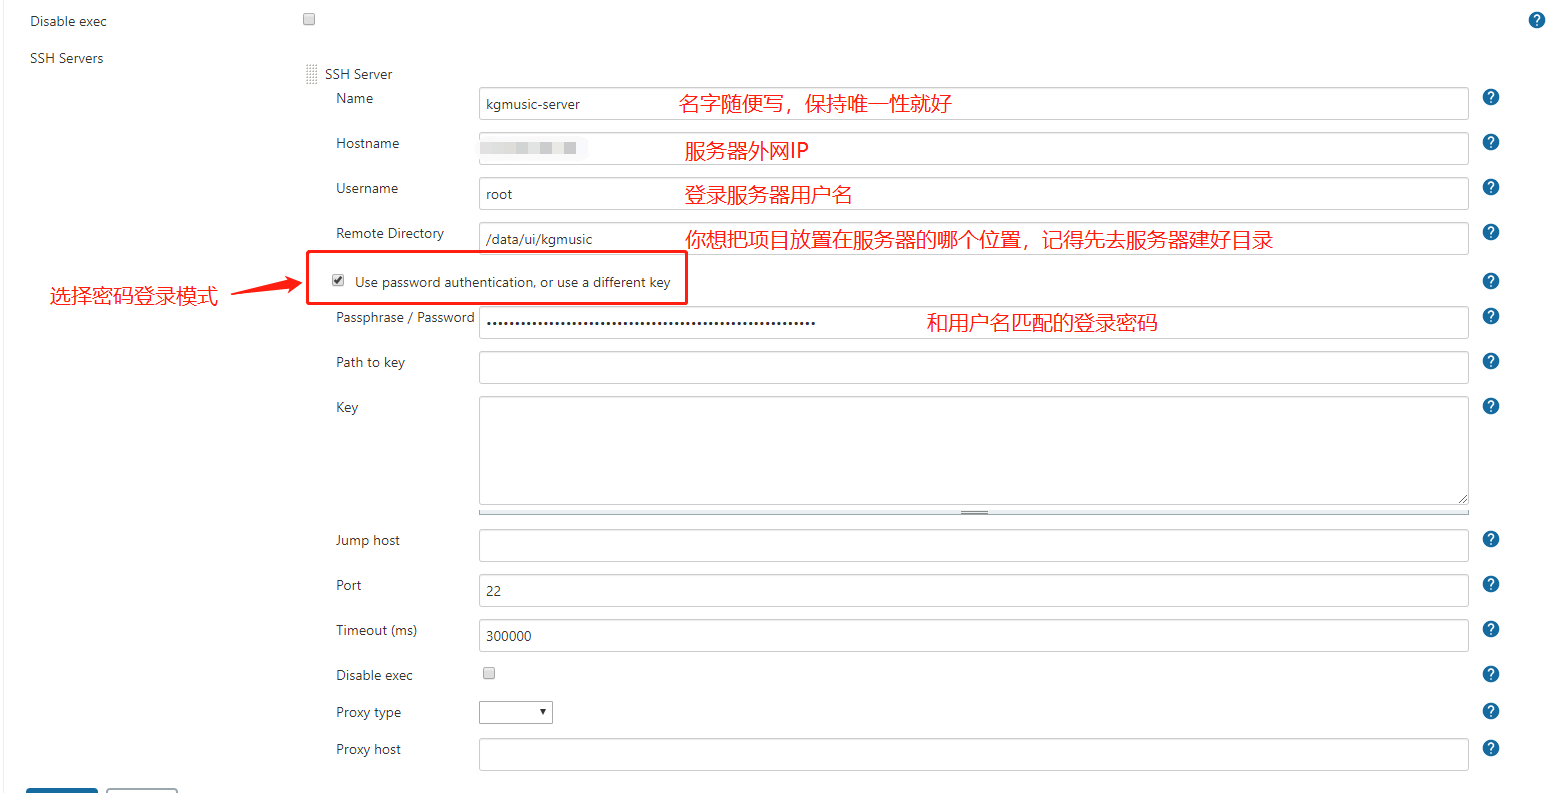 Disable exec
SSH Servers
SSH Server
Name
kgmusic-server
名字随便写，保持唯一性就好
Hostname
服务器外网IP
Username
root
登录服务器用户名
Remote Directory
/data/ui/kgmusic
你想把项目放置在服务器的哪个位置，记得先去服务器建好目录
选择密码登录模式
Use password authentication, or use a different key
Passphrase / Password
和用户名匹配的登录密码
Path to key
Key
Jump host
Port
22
Timeout (ms)
300000
Disable exec
Proxy type
Proxy host